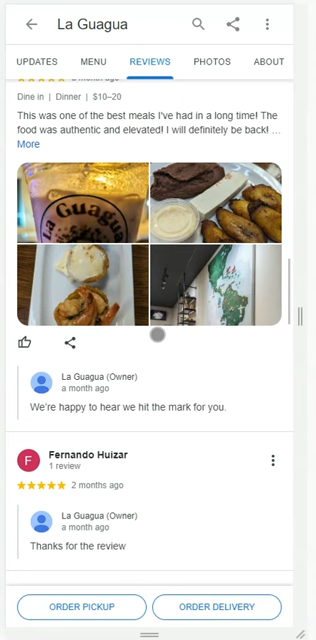 La Guagua
UPDATES MENU REVIEWS PHOTOS ABOUT
Dine in | Dinner | $10–20
This was one of the best meals I've had in a long time! The
food was authentic and elevated! I will definitely be back! …
More
La Guagua
La Guagua (Owner)
a month ago
We're happy to hear we hit the mark for you.
F
Fernando Huizar
1 review
2 months ago
La Guagua (Owner)
a month ago
Thanks for the review
ORDER PICKUP ORDER DELIVERY